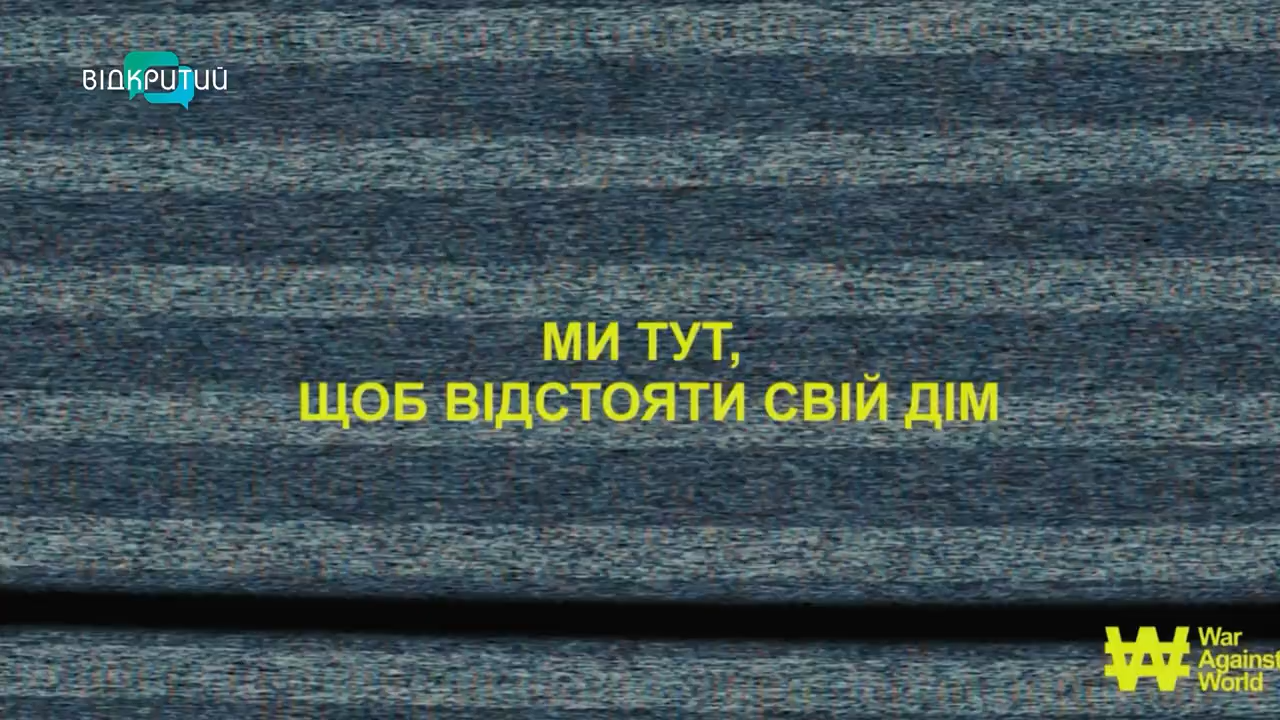 ВІДКРИТИЙ
МИ ТУТ,
ЩОБ ВІДСТОЯТИ СВІЙ ДІМ
War
Against
World